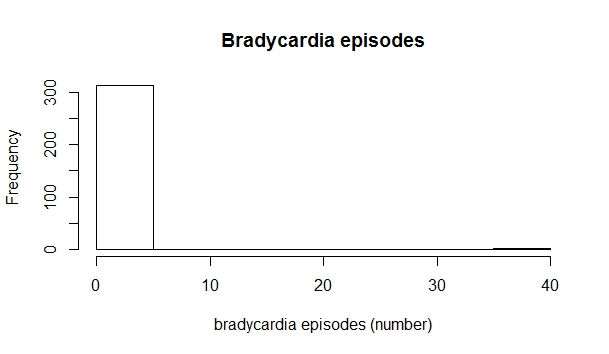 Bradycardia episodes
Frequency
300
200
100
0
0 10 20 30 40
bradycardia episodes (number)